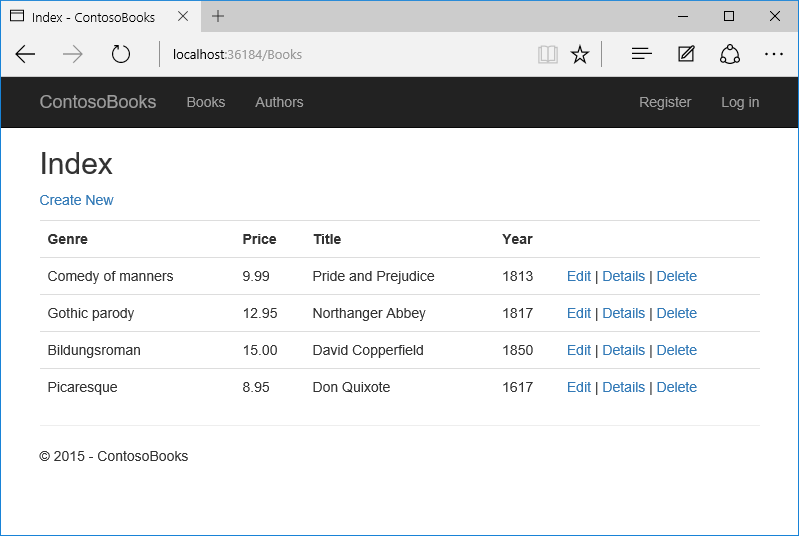 Index - ContosoBooks
localhost:36184/Books
ContosoBooks Books Authors Register Log in
Index
Create New
Genre Price Title Year
Comedy of manners 9.99 Pride and Prejudice 1813 Edit | Details | Delete
Gothic parody 12.95 Northanger Abbey 1817 Edit | Details | Delete
Bildungsroman 15.00 David Copperfield 1850 Edit | Details | Delete
Picaresque 8.95 Don Quixote 1617 Edit | Details | Delete
© 2015 - ContosoBooks